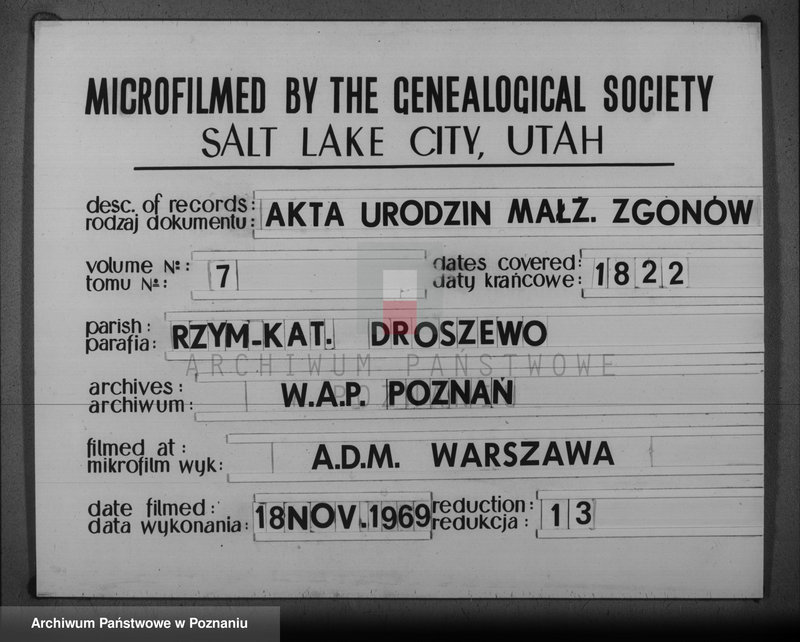 MICROFILMED BY THE GENEALOGICAL SOCIETY
SALT LAKE CITY, UTAH
desc. of records: AKTA URODZIN MAŁŻ. ZGONÓW
rodzaj dokumentu:
volume No: 7 dates covered: 1822
tomu No: daty krańcowe:
parish: RZYM-KAT. DROSZEWO
parafia:
ARCHIWUM PAŃSTWOWE
POZNAŃ
archives: W.A.P. POZNAŃ
archiwum:
filmed at: A.D.M. WARSZAWA
mikrofilm wyk:
date filmed: 18 NOV. 1969 reduction: 13
data wykonania: redukcja:
Archiwum Państwowe w Poznaniu